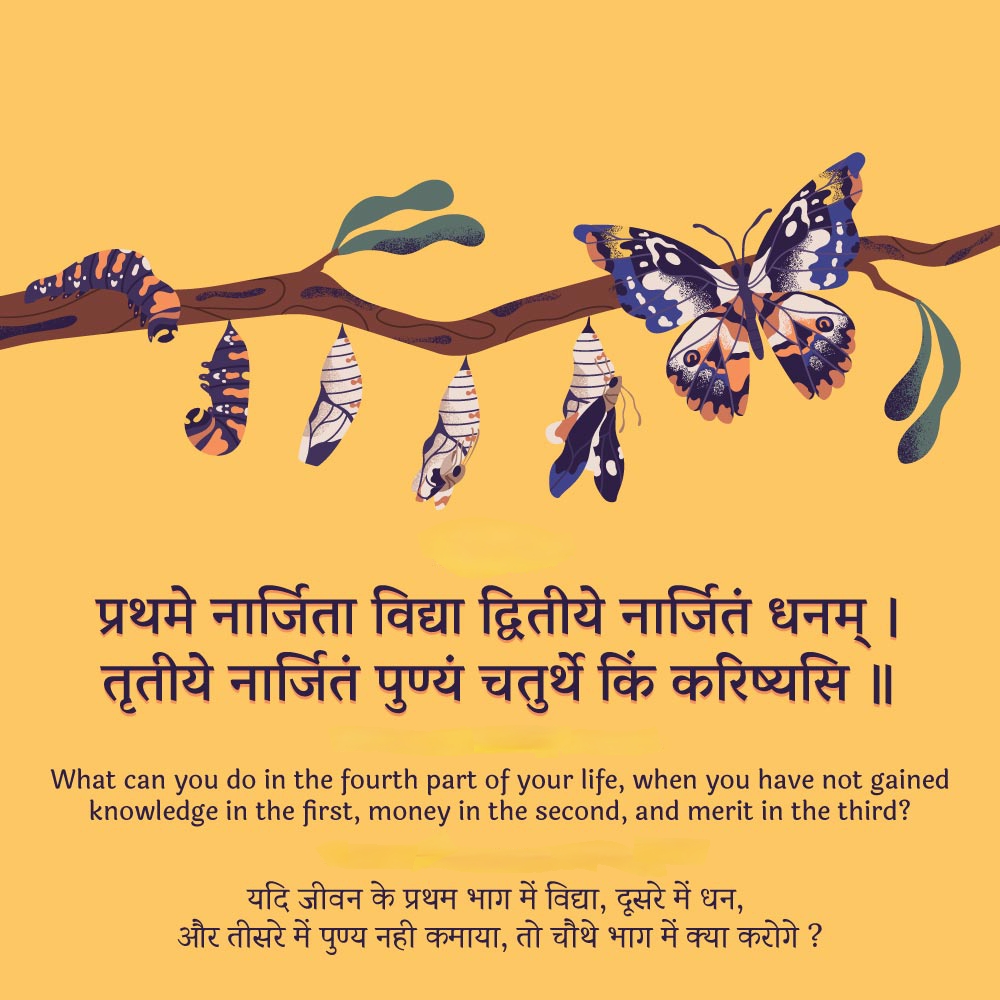 प्रथमे नार्जिता विद्या द्वितीये नार्जितं धनम् ।
तृतीये नार्जितं पुण्यं चतुर्थे किं करिष्यसि ॥
What can you do in the fourth part of your life, when you have not gained
knowledge in the first, money in the second, and merit in the third?
यदि जीवन के प्रथम भाग में विद्या, दूसरे में धन,
और तीसरे में पुण्य नही कमाया, तो चौथे भाग में क्या करोगे ?